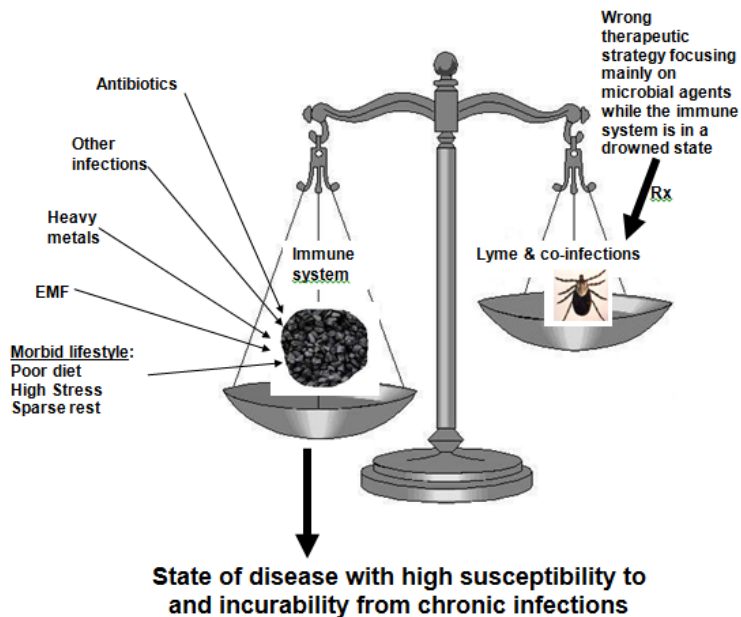 Wrong
therapeutic
strategy focusing
mainly on
microbial agents
while the immune
system is in a
drowned state
Rx
Antibiotics
Other
infections
Heavy
metals
EMF
Morbid lifestyle:
Poor diet
High Stress
Sparse rest
Immune
system
Lyme & co-infections
State of disease with high susceptibility to
and incurability from chronic infections